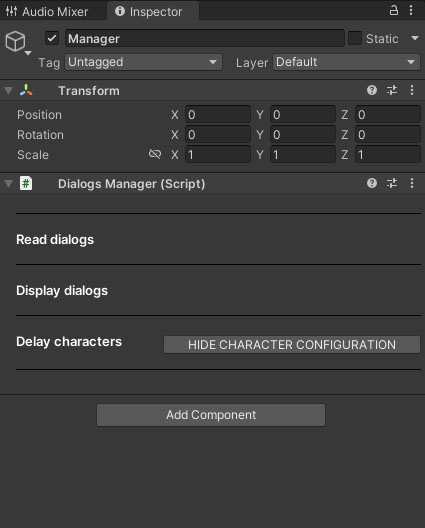 Audio Mixer Inspector
Manager Static
Tag Untagged Layer Default
Transform
Position X 0 Y 0 Z 0
Rotation X 0 Y 0 Z 0
Scale X 1 Y 1 Z 1
# Dialogs Manager (Script)
Read dialogs
Display dialogs
Delay characters HIDE CHARACTER CONFIGURATION
Add Component